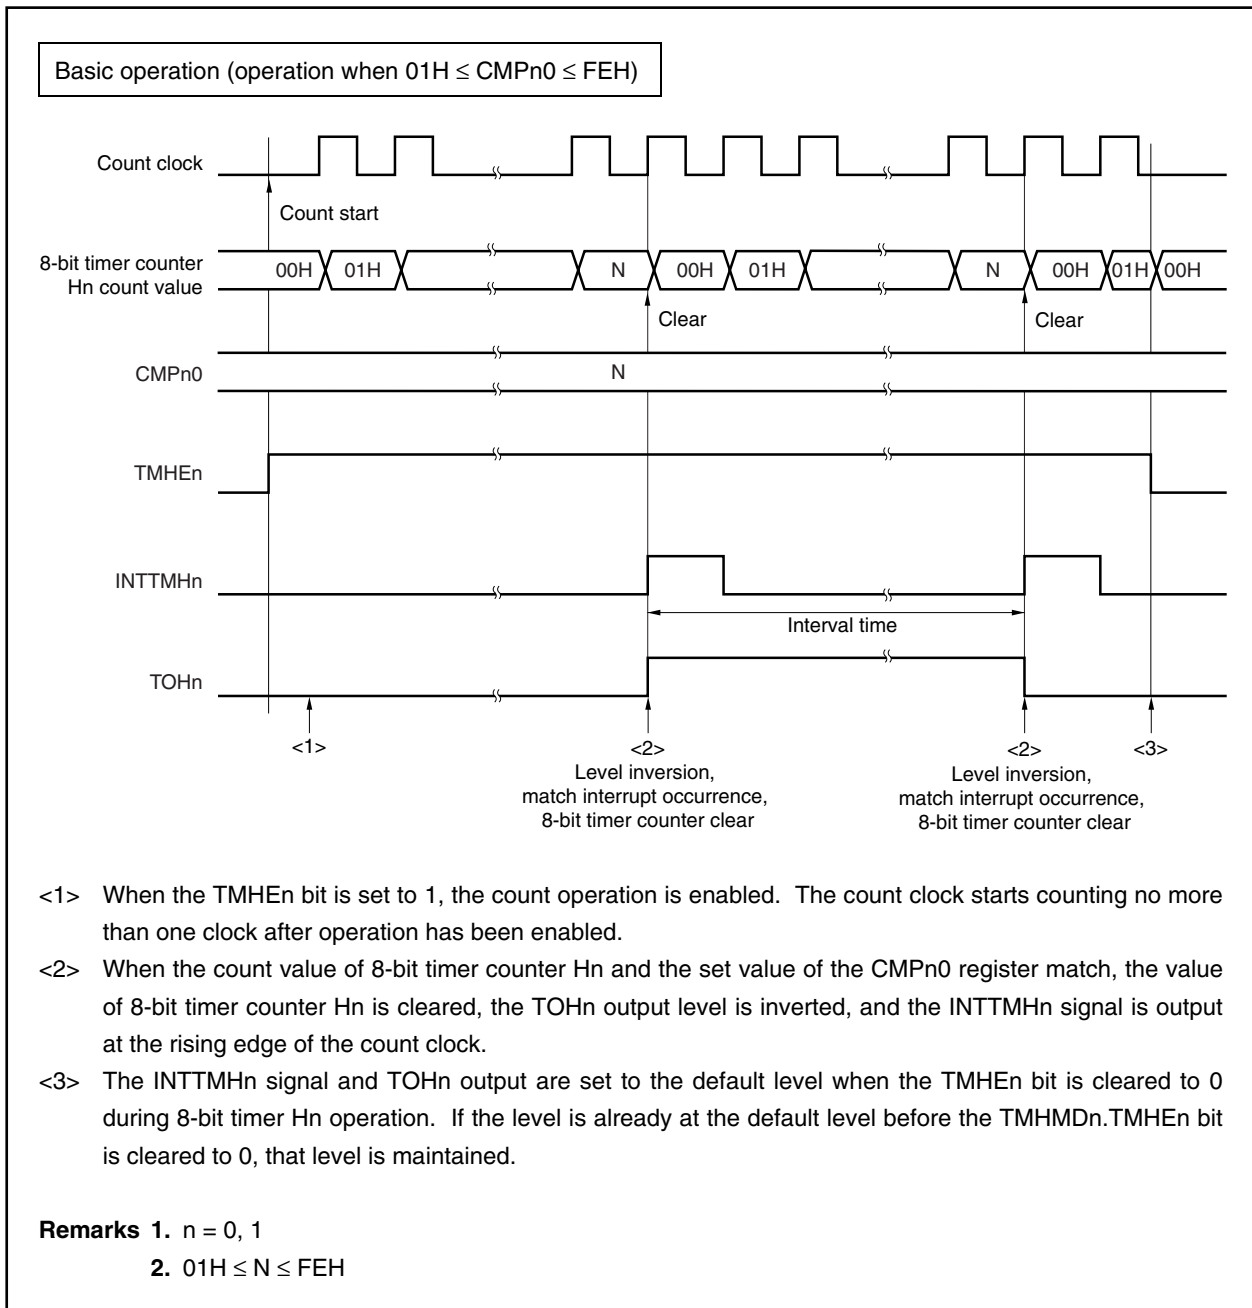 Basic operation (operation when 01H ≤ CMPn0 ≤ FEH)
Count clock
Count start
8-bit timer counter
Hn count value
00H 01H N 00H 01H N 00H 01H 00H
Clear Clear
CMPn0 N
TMHEn
INTTMHn
Interval time
TOHn
<1> <2> <2> <3>
Level inversion,
match interrupt occurrence,
8-bit timer counter clear
Level inversion,
match interrupt occurrence,
8-bit timer counter clear
<1> When the TMHEn bit is set to 1, the count operation is enabled. The count clock starts counting no more
than one clock after operation has been enabled.
<2> When the count value of 8-bit timer counter Hn and the set value of the CMPn0 register match, the value
of 8-bit timer counter Hn is cleared, the TOHn output level is inverted, and the INTTMHn signal is output
at the rising edge of the count clock.
<3> The INTTMHn signal and TOHn output are set to the default level when the TMHEn bit is cleared to 0
during 8-bit timer Hn operation. If the level is already at the default level before the TMHMDn.TMHEn bit
is cleared to 0, that level is maintained.
Remarks 1. n = 0, 1
2. 01H ≤ N ≤ FEH